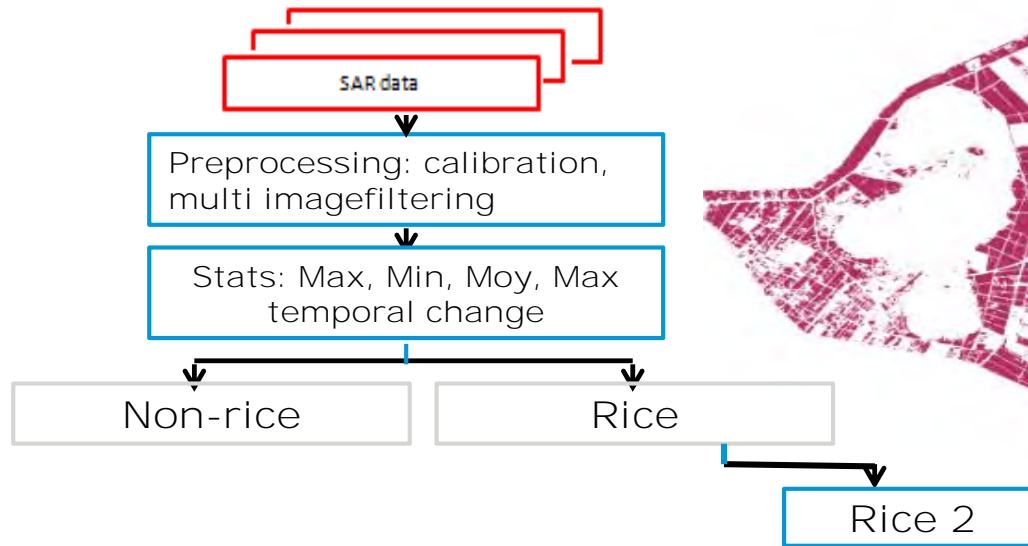 SAR data
Preprocessing: calibration,
multi imagefiltering
Stats: Max, Min, Moy, Max
temporal change
Non-rice
Rice
Rice 2